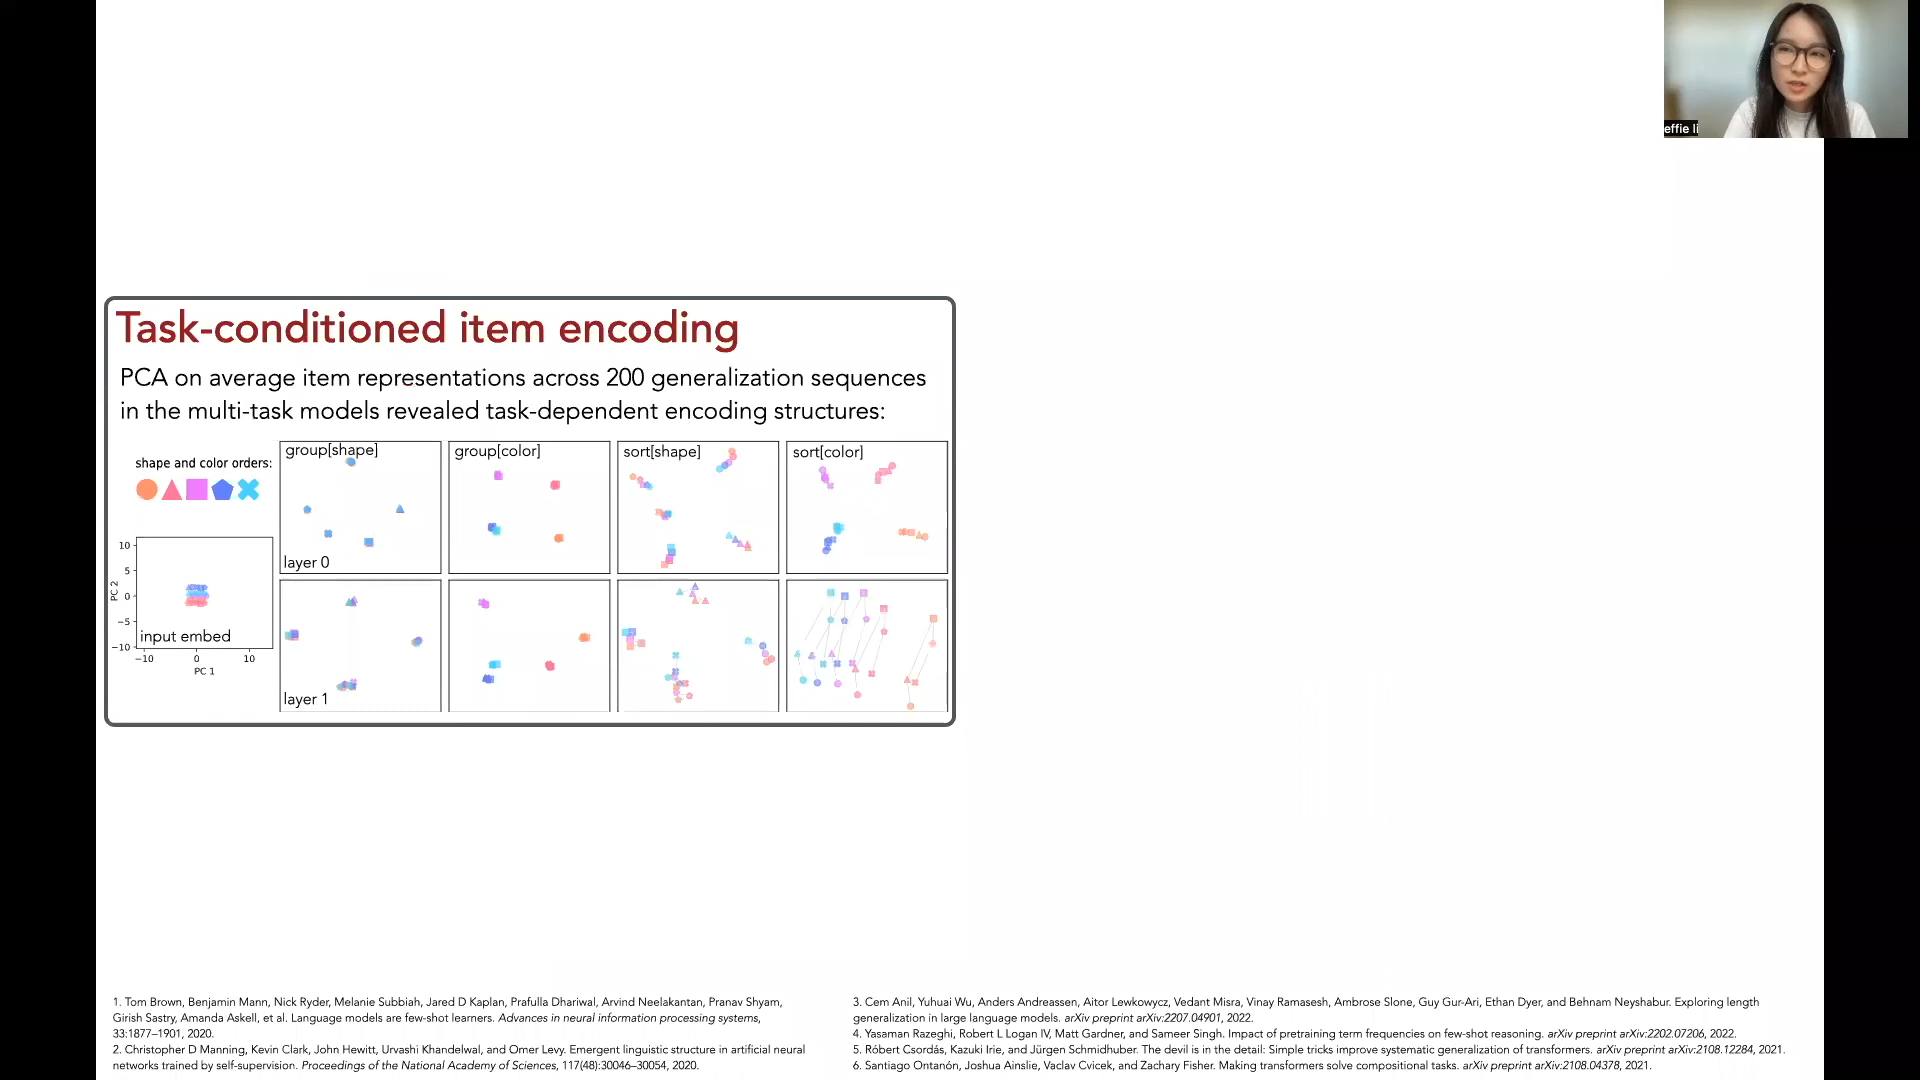 effie li
Task-conditioned item encoding
PCA on average item representations across 200 generalization sequences
in the multi-task models revealed task-dependent encoding structures:
shape and color orders:
group[shape]
group[color]
sort[shape]
sort[color]
layer 0
10
5
0
−5
−10
PC 2
input embed
−10 0 10
PC 1
layer 1
1. Tom Brown, Benjamin Mann, Nick Ryder, Melanie Subbiah, Jared D Kaplan, Prafulla Dhariwal, Arvind Neelakantan, Pranav Shyam,
Girish Sastry, Amanda Askell, et al. Language models are few-shot learners. Advances in neural information processing systems,
33:1877–1901, 2020.
2. Christopher D Manning, Kevin Clark, John Hewitt, Urvashi Khandelwal, and Omer Levy. Emergent linguistic structure in artificial neural
networks trained by self-supervision. Proceedings of the National Academy of Sciences, 117(48):30046–30054, 2020.
3. Cem Anil, Yuhuai Wu, Anders Andreassen, Aitor Lewkowycz, Vedant Misra, Vinay Ramasesh, Ambrose Slone, Guy Gur-Ari, Ethan Dyer, and Behnam Neyshabur. Exploring length
generalization in large language models. arXiv preprint arXiv:2207.04901, 2022.
4. Yasaman Razeghi, Robert L Logan IV, Matt Gardner, and Sameer Singh. Impact of pretraining term frequencies on few-shot reasoning. arXiv preprint arXiv:2202.07206, 2022.
5. Róbert Csordás, Kazuki Irie, and Jürgen Schmidhuber. The devil is in the detail: Simple tricks improve systematic generalization of transformers. arXiv preprint arXiv:2108.12284, 2021.
6. Santiago Ontanón, Joshua Ainslie, Vaclav Cvicek, and Zachary Fisher. Making transformers solve compositional tasks. arXiv preprint arXiv:2108.04378, 2021.